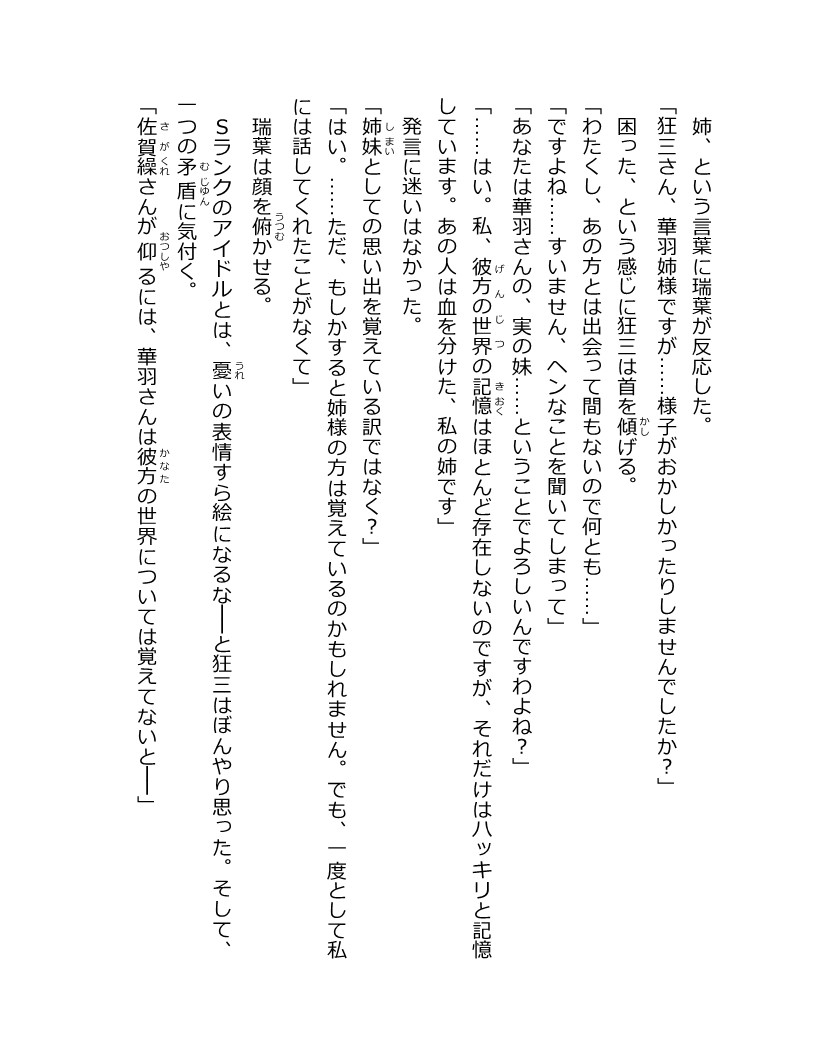 姉、という言葉に瑞葉が反応した。
「狂三さん、華羽姉様ですが……様子がおかしかったりしませんでしたか？」
困った、という感じに狂三は首を傾げる。
「わたくし、あの方とは出会って間もないので何とも……」
「ですよね……すいません、ヘンなことを聞いてしまって」
「あなたは華羽さんの、実の妹……ということでよろしいんですわよね？」
「……はい。私、彼方の世界の記憶はほとんど存在しないのですが、それだけはハッキリと記憶
しています。あの人は血を分けた、私の姉です」
発言に迷いはなかった。
「姉妹としての思い出を覚えている訳ではなく？」
「はい。……ただ、もしかすると姉様の方は覚えているのかもしれません。でも、一度として私
には話してくれたことがなくて」
瑞葉は顔を俯かせる。
Ｓランクのアイドルとは、憂いの表情すら絵になるな――と狂三はぼんやり思った。そして、
一つの矛盾に気付く。
「佐賀繰さんが仰るには、華羽さんは彼方の世界については覚えてないと――」